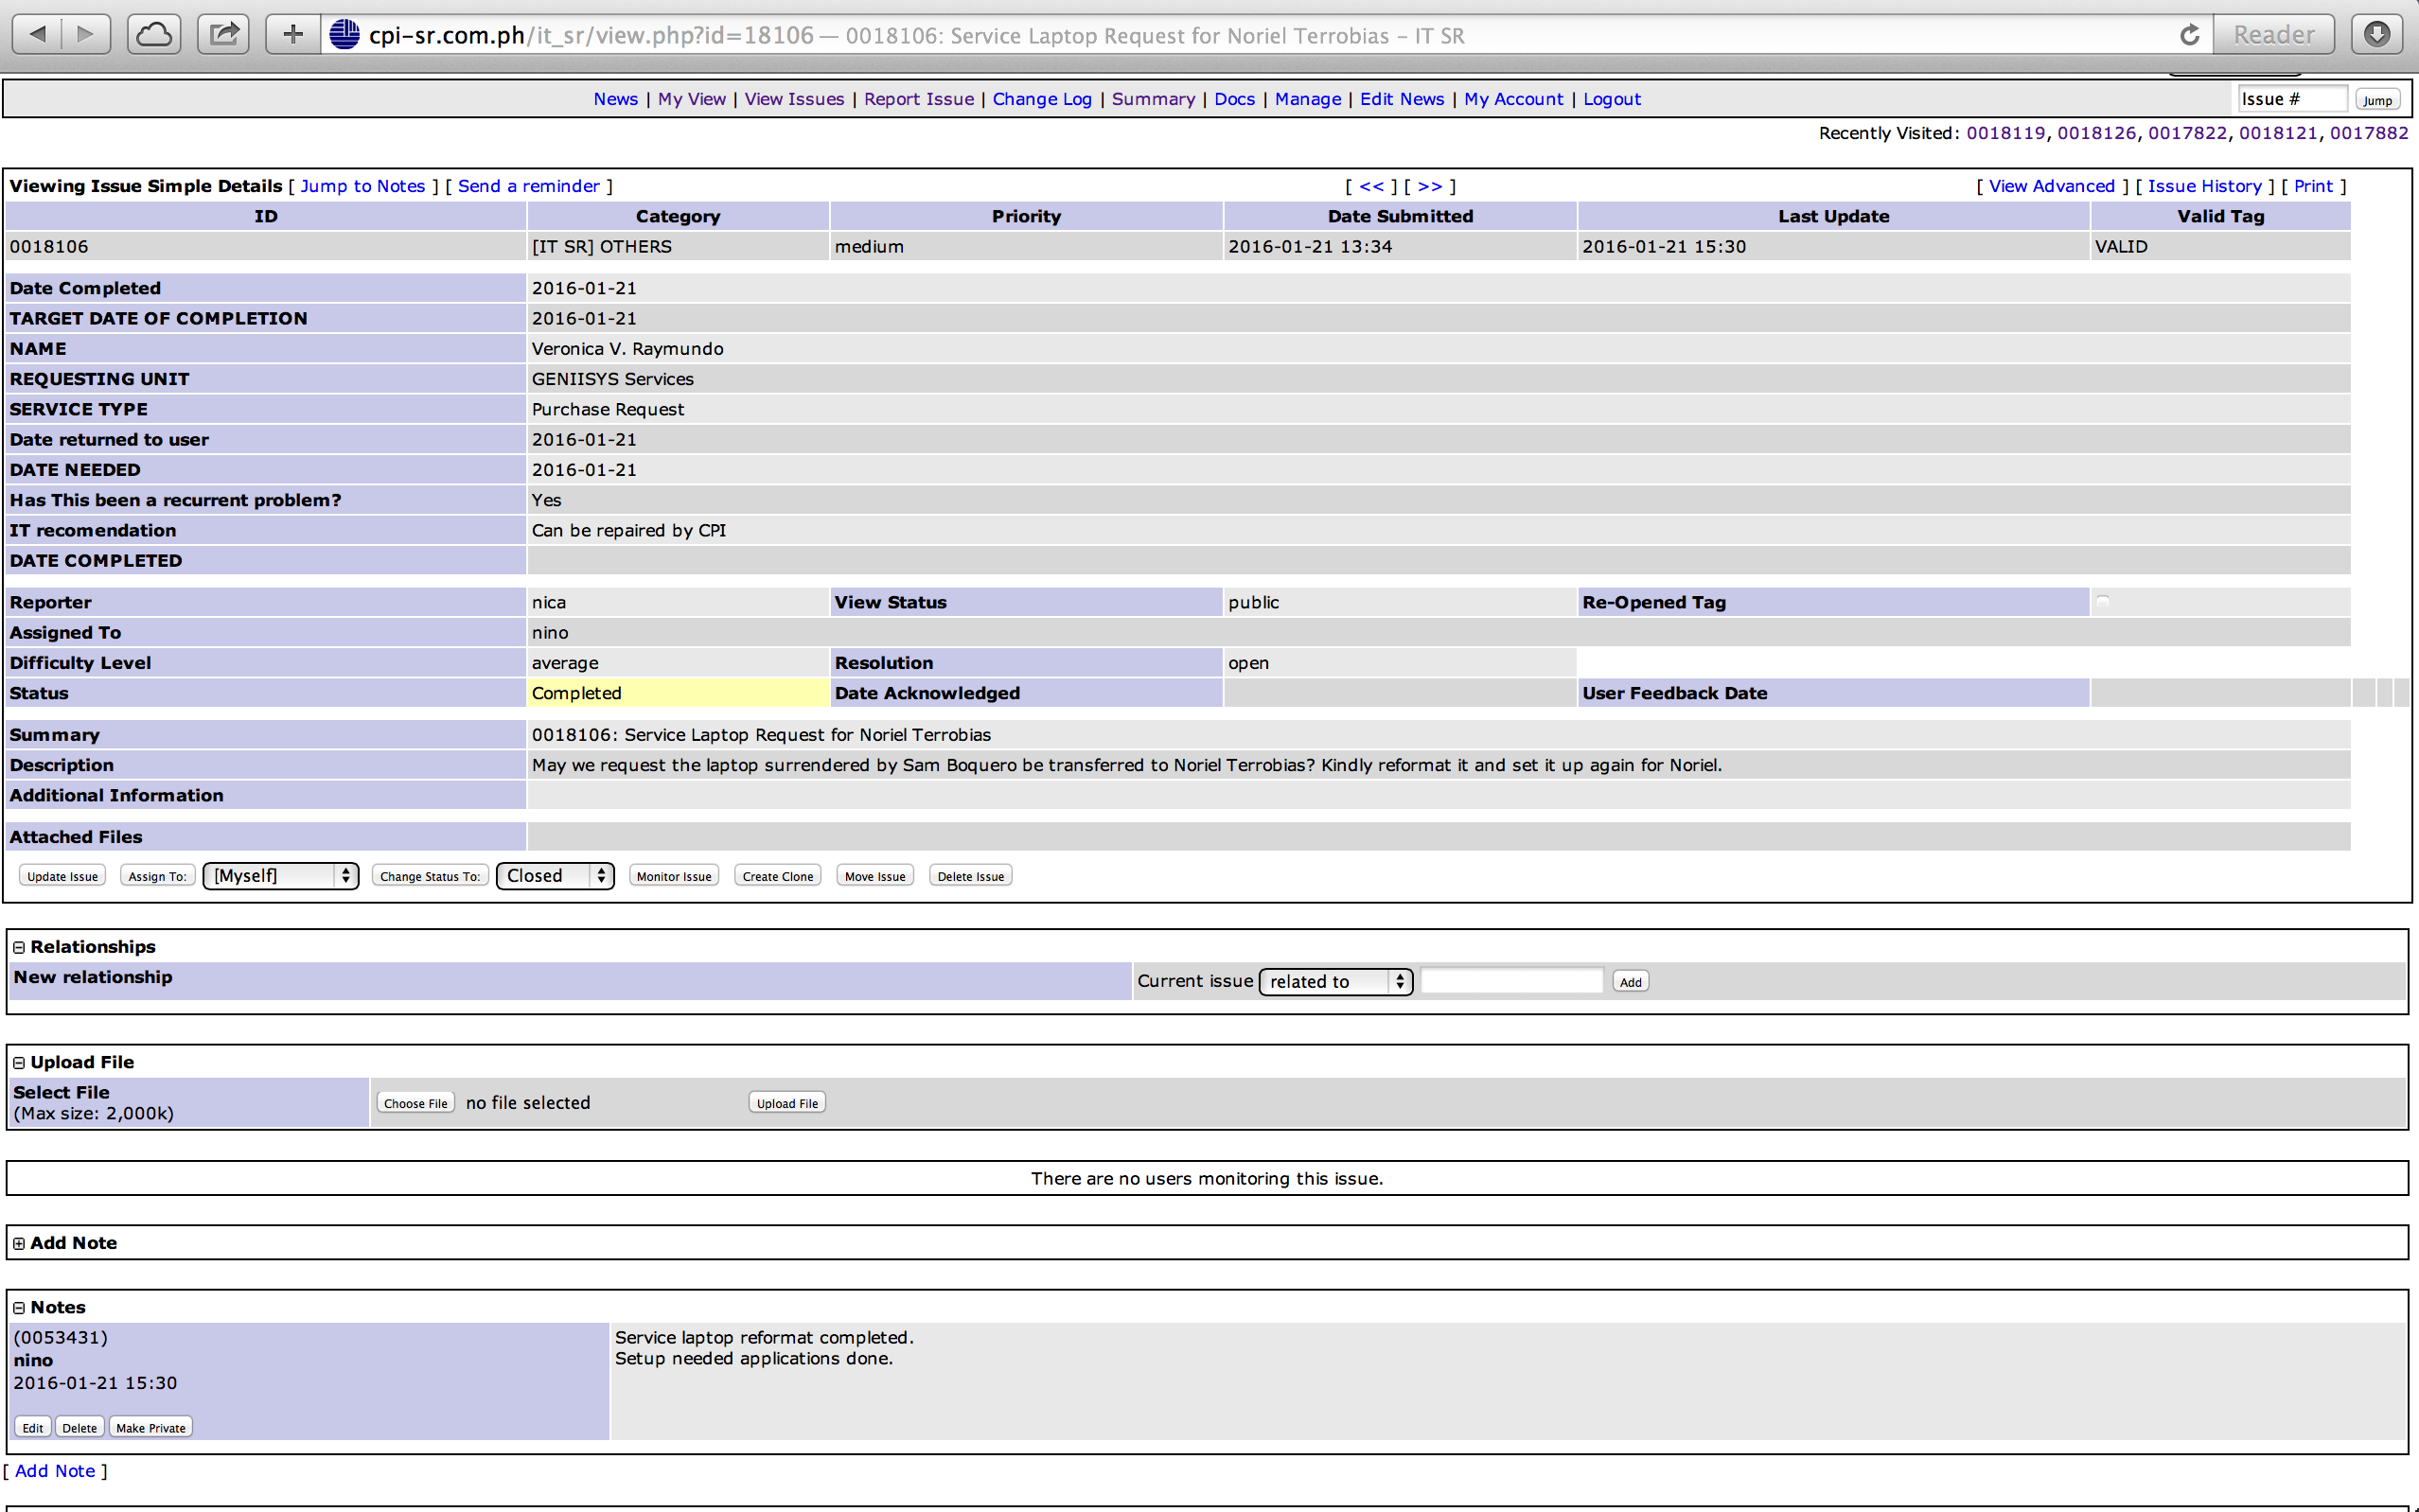 cpi-sr.com.ph/it_sr/view.php?id=18106 — 0018106: Service Laptop Request for Noriel Terrobias – IT SR
Reader
News | My View | View Issues | Report Issue | Change Log | Summary | Docs | Manage | Edit News | My Account | Logout
Issue # Jump
Recently Visited: 0018119, 0018126, 0017822, 0018121, 0017882
Viewing Issue Simple Details [ Jump to Notes ] [ Send a reminder ] [ << ] [ >> ] [ View Advanced ] [ Issue History ] [ Print ]
ID Category Priority Date Submitted Last Update Valid Tag
0018106 [IT SR] OTHERS medium 2016-01-21 13:34 2016-01-21 15:30 VALID
Date Completed 2016-01-21
TARGET DATE OF COMPLETION 2016-01-21
NAME Veronica V. Raymundo
REQUESTING UNIT GENIISYS Services
SERVICE TYPE Purchase Request
Date returned to user 2016-01-21
DATE NEEDED 2016-01-21
Has This been a recurrent problem? Yes
IT recomendation Can be repaired by CPI
DATE COMPLETED
Reporter nica View Status public Re-Opened Tag
Assigned To nino
Difficulty Level average Resolution open
Status Completed Date Acknowledged User Feedback Date
Summary 0018106: Service Laptop Request for Noriel Terrobias
Description May we request the laptop surrendered by Sam Boquero be transferred to Noriel Terrobias? Kindly reformat it and set it up again for Noriel.
Additional Information
Attached Files
Update Issue Assign To: [Myself] Change Status To: Closed Monitor Issue Create Clone Move Issue Delete Issue
Relationships
New relationship Current issue related to Add
Upload File
Select File
(Max size: 2,000k) Choose File no file selected Upload File
There are no users monitoring this issue.
Add Note
Notes
(0053431) Service laptop reformat completed.
nino Setup needed applications done.
2016-01-21 15:30
Edit Delete Make Private
[ Add Note ]